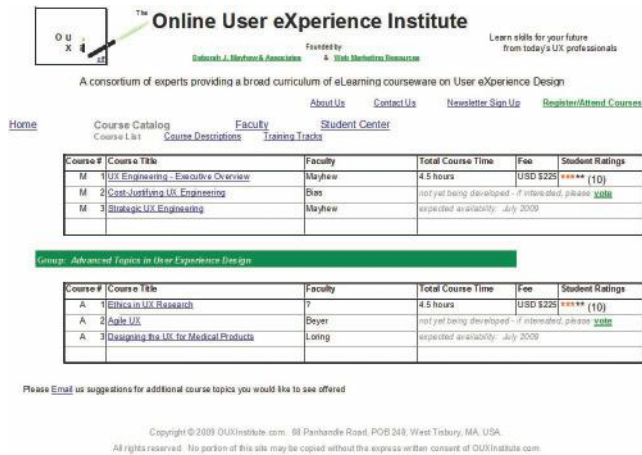 O U
X i
The Online User eXperience Institute
Founded by
Deborah J. Mayhew & Associates & Web Marketing Resources
Learn skills for your future
from today's UX professionals
A consortium of experts providing a broad curriculum of eLearning courseware on User eXperience Design
About Us Contact Us Newsletter Sign Up Register/Attend Courses
Home Course Catalog Faculty Student Center
Course List Course Descriptions Training Tracks
Course # Course Title Faculty Total Course Time Fee Student Ratings
M 1 UX Engineering - Executive Overview Mayhew 4.5 hours USD $225 ***** (10)
M 2 Cost-Justifying UX Engineering Bias not yet being developed - if interested, please vote
M 3 Strategic UX Engineering Mayhew expected availability: July 2009
Group: Advanced Topics in User Experience Design
Course # Course Title Faculty Total Course Time Fee Student Ratings
A 1 Ethics in UX Research ? 4.5 hours USD $225 ***** (10)
A 2 Agile UX Beyer not yet being developed - if interested, please vote
A 3 Designing the UX for Medical Products Loring expected availability: July 2009
Please Email us suggestions for additional course topics you would like to see offered
Copyright © 2009 OUXInstitute.com 88 Panhandle Road, POB 248, West Tisbury, MA, USA
All rights reserved. No portion of this site may be copied without the express written consent of OUXInstitute.com